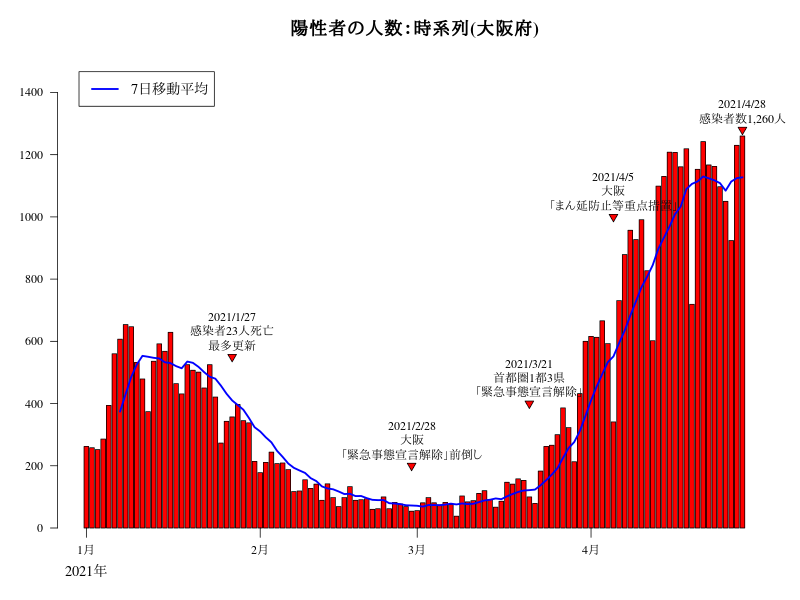 陽性者の人数：時系列(大阪府)
7日移動平均
1400
1200
1000
800
600
400
200
0
2021/1/27
感染者23人死亡
最多更新
2021/2/28
大阪
「緊急事態宣言解除」前倒し
2021/3/21
首都圏1都3県
「緊急事態宣言解除」
2021/4/5
大阪
「まん延防止等重点措置」
2021/4/28
感染者数1,260人
1月
2月
3月
4月
2021年